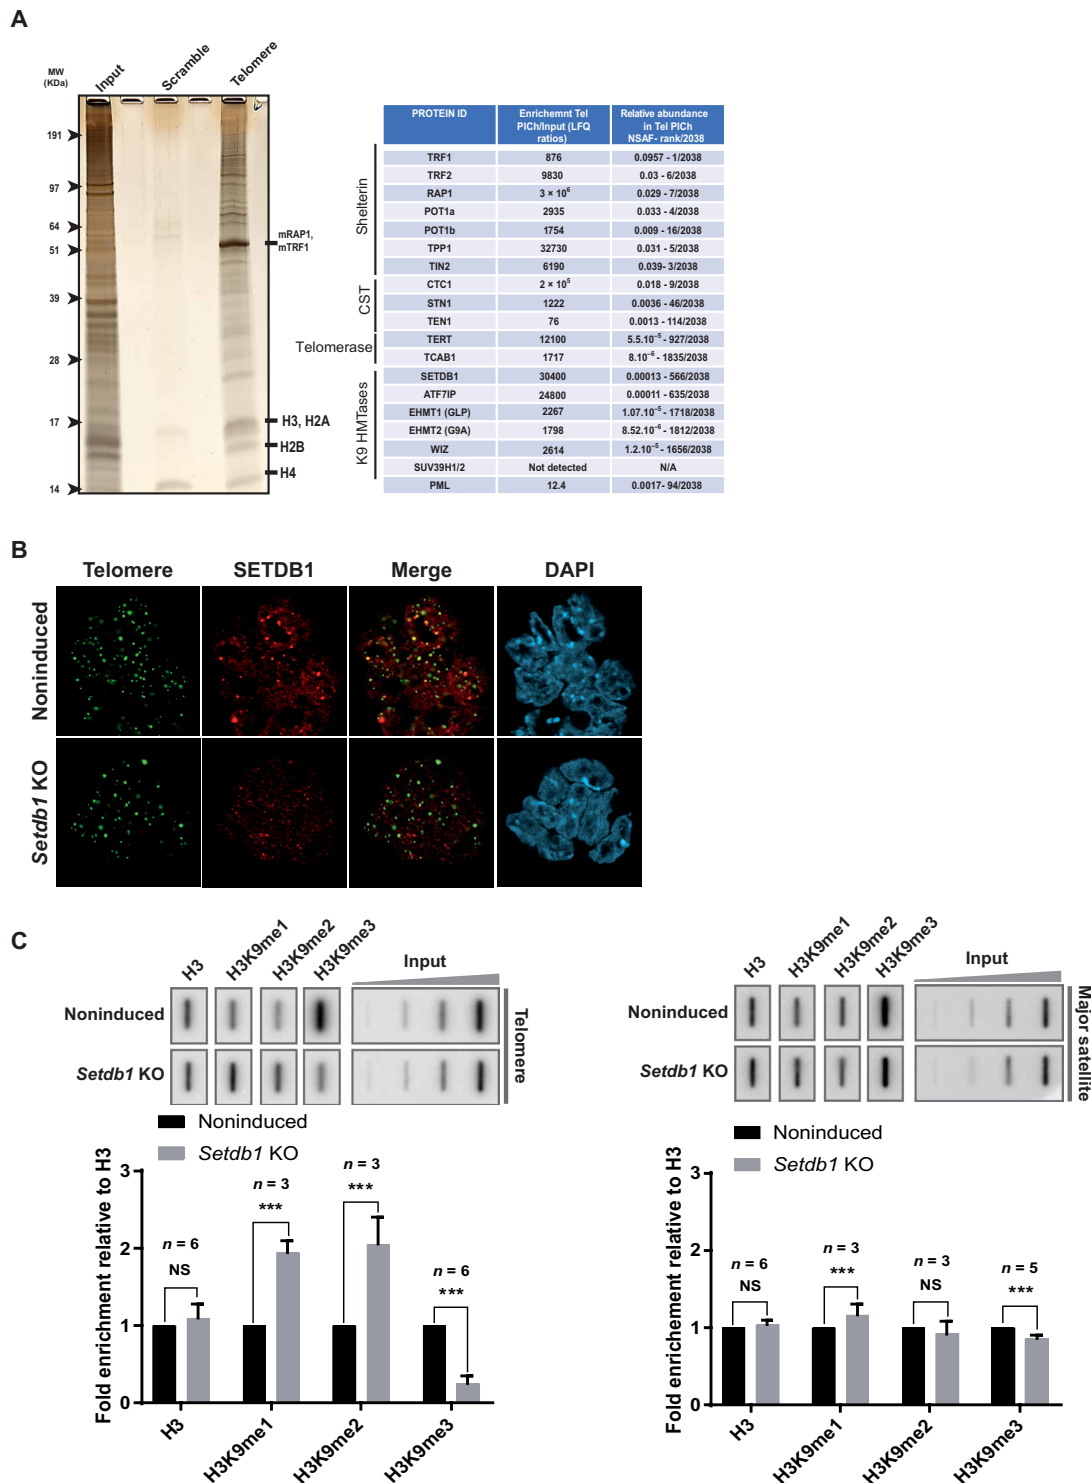 A
MW
(KDa)
Input
Scramble
Telomere
191
97
64
51
39
28
17
14
mRAP1,
mTRF1
H3, H2A
H2B
H4
Shelterin
CST
Telomerase
K9 HMTases
PROTEIN ID | Enrichemnt Tel PICh/Input (LFQ ratios) | Relative abundance in Tel PICh NSAF- rank/2038
TRF1 876 0.0957 - 1/2038
TRF2 9830 0.03 - 6/2038
RAP1 3 × 10⁶ 0.029 - 7/2038
POT1a 2935 0.033 - 4/2038
POT1b 1754 0.009 - 16/2038
TPP1 32730 0.031 - 5/2038
TIN2 6190 0.039- 3/2038
CTC1 2 × 10⁵ 0.018 - 9/2038
STN1 1222 0.0036 - 46/2038
TEN1 76 0.0013 - 114/2038
TERT 12100 5.5.10⁻⁵ - 927/2038
TCAB1 1717 8.10⁻⁶ - 1835/2038
SETDB1 30400 0.00013 - 566/2038
ATF7IP 24800 0.00011 - 635/2038
EHMT1 (GLP) 2267 1.07.10⁻⁵ - 1718/2038
EHMT2 (G9A) 1798 8.52.10⁻⁶ - 1812/2038
WIZ 2614 1.2.10⁻⁵ - 1656/2038
SUV39H1/2 Not detected N/A
PML 12.4 0.0017- 94/2038
B
Telomere SETDB1 Merge DAPI
Noninduced
Setdb1 KO
C
H3 H3K9me1 H3K9me2 H3K9me3 Input
Noninduced
Setdb1 KO
Telomere
Noninduced
Setdb1 KO
Fold enrichment relative to H3
3
2
1
0
n = 6
NS
n = 3
***
n = 3
***
n = 6
***
H3 H3K9me1 H3K9me2 H3K9me3
H3 H3K9me1 H3K9me2 H3K9me3 Input
Noninduced
Setdb1 KO
Major satellite
Noninduced
Setdb1 KO
Fold enrichement relative to H3
3
2
1
0
n = 6
NS
n = 3
***
n = 3
NS
n = 5
***
H3 H3K9me1 H3K9me2 H3K9me3